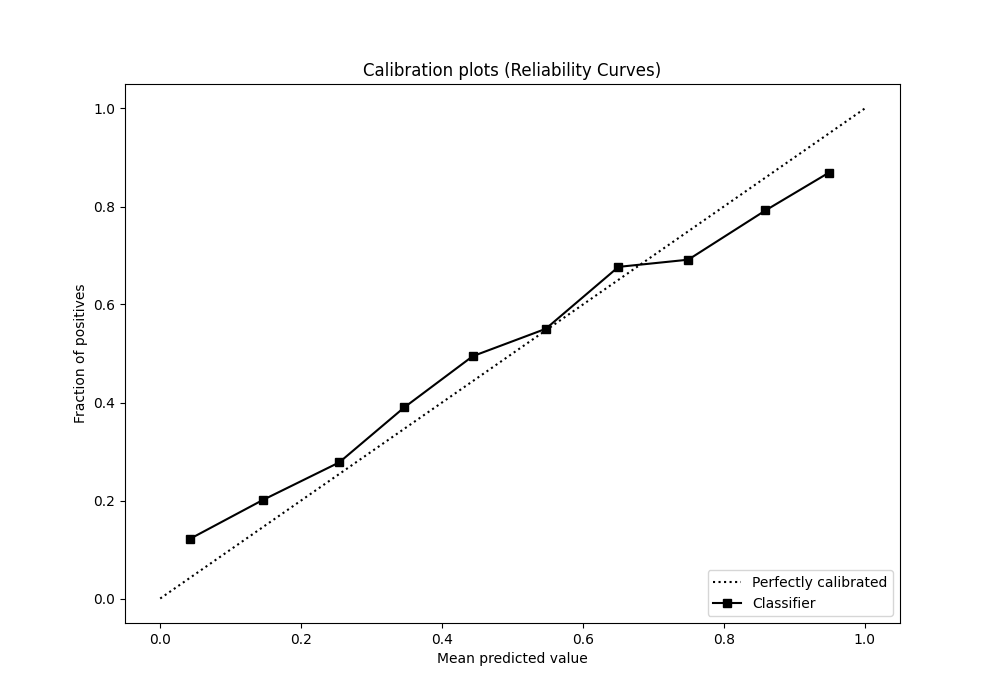 Calibration plots (Reliability Curves)
1.0
0.8
0.6
0.4
0.2
0.0
Fraction of positives
0.0 0.2 0.4 0.6 0.8 1.0
Mean predicted value
Perfectly calibrated
Classifier